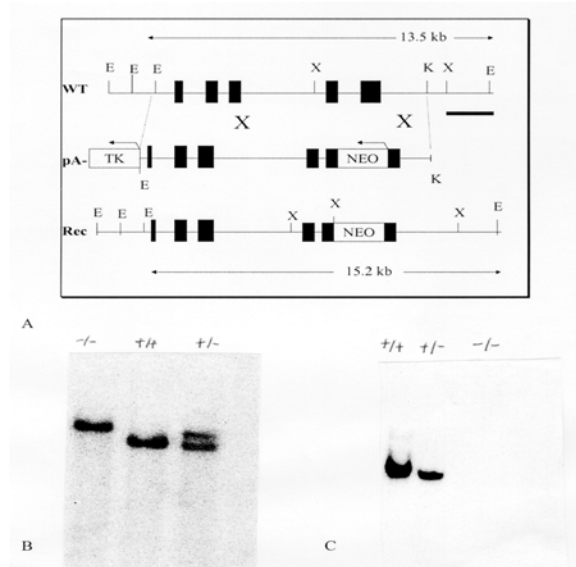 13.5 kb
E E E X K X E
WT
X X
pA- TK NEO
E K
E E E X X X E
Rec NEO
15.2 kb
A
-/- +/+ +/-
+/+ +/- -/-
B C